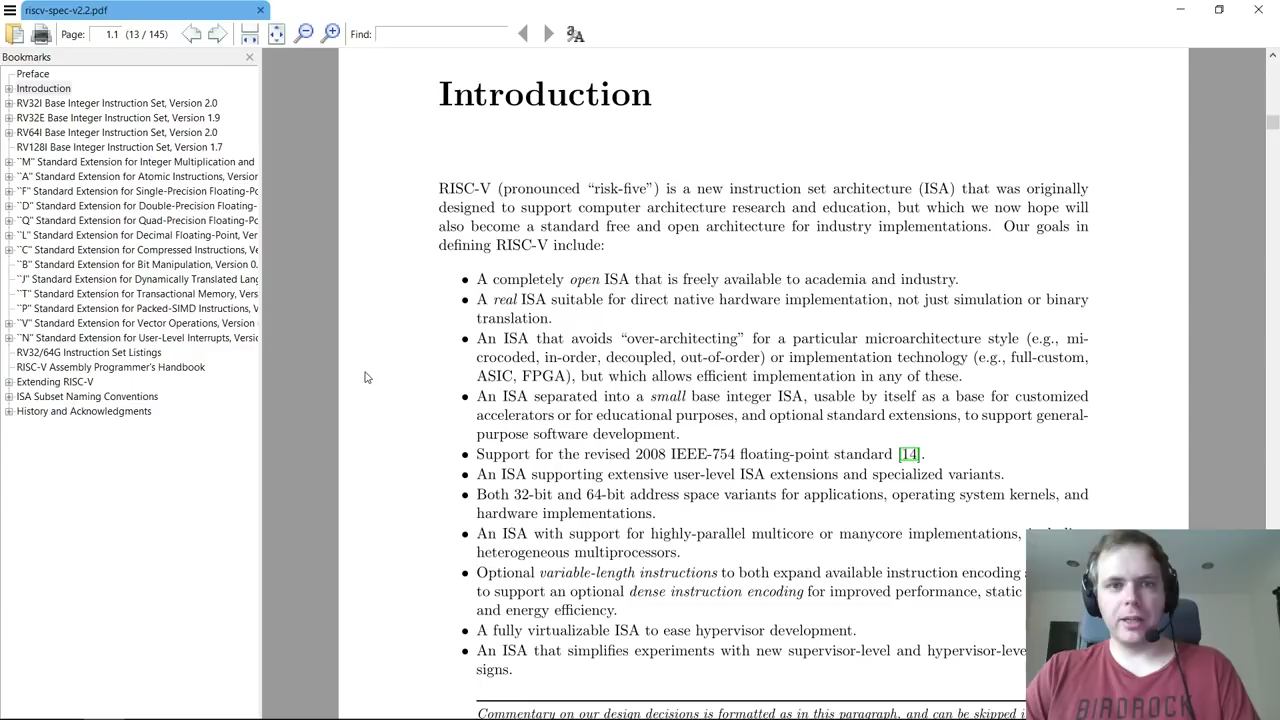 riscv-spec-v2.2.pdf
Page: 1.1 (13 / 145) Find:
Bookmarks
Preface
Introduction
RV32I Base Integer Instruction Set, Version 2.0
RV32E Base Integer Instruction Set, Version 1.9
RV64I Base Integer Instruction Set, Version 2.0
RV128I Base Integer Instruction Set, Version 1.7
``M'' Standard Extension for Integer Multiplication and
``A'' Standard Extension for Atomic Instructions, Version
``F'' Standard Extension for Single-Precision Floating-Po
``D'' Standard Extension for Double-Precision Floating-
``Q'' Standard Extension for Quad-Precision Floating-Po
``L'' Standard Extension for Decimal Floating-Point, Ver
``C'' Standard Extension for Compressed Instructions, Ve
``B'' Standard Extension for Bit Manipulation, Version 0.
``J'' Standard Extension for Dynamically Translated Lang
``T'' Standard Extension for Transactional Memory, Vers
``P'' Standard Extension for Packed-SIMD Instructions, V
``V'' Standard Extension for Vector Operations, Version
``N'' Standard Extension for User-Level Interrupts, Versio
RV32/64G Instruction Set Listings
RISC-V Assembly Programmer's Handbook
Extending RISC-V
ISA Subset Naming Conventions
History and Acknowledgments
Introduction
RISC-V (pronounced “risk-five”) is a new instruction set architecture (ISA) that was originally
designed to support computer architecture research and education, but which we now hope will
also become a standard free and open architecture for industry implementations. Our goals in
defining RISC-V include:
• A completely open ISA that is freely available to academia and industry.
• A real ISA suitable for direct native hardware implementation, not just simulation or binary
translation.
• An ISA that avoids “over-architecting” for a particular microarchitecture style (e.g., mi-
crocoded, in-order, decoupled, out-of-order) or implementation technology (e.g., full-custom,
ASIC, FPGA), but which allows efficient implementation in any of these.
• An ISA separated into a small base integer ISA, usable by itself as a base for customized
accelerators or for educational purposes, and optional standard extensions, to support general-
purpose software development.
• Support for the revised 2008 IEEE-754 floating-point standard [14].
• An ISA supporting extensive user-level ISA extensions and specialized variants.
• Both 32-bit and 64-bit address space variants for applications, operating system kernels, and
hardware implementations.
• An ISA with support for highly-parallel multicore or manycore implementations,
heterogeneous multiprocessors.
• Optional variable-length instructions to both expand available instruction encoding
to support an optional dense instruction encoding for improved performance, static
and energy efficiency.
• A fully virtualizable ISA to ease hypervisor development.
• An ISA that simplifies experiments with new supervisor-level and hypervisor-leve
signs.
Commentary on our design decisions is formatted as in this paragraph, and can be skipped i
BIRDROCK